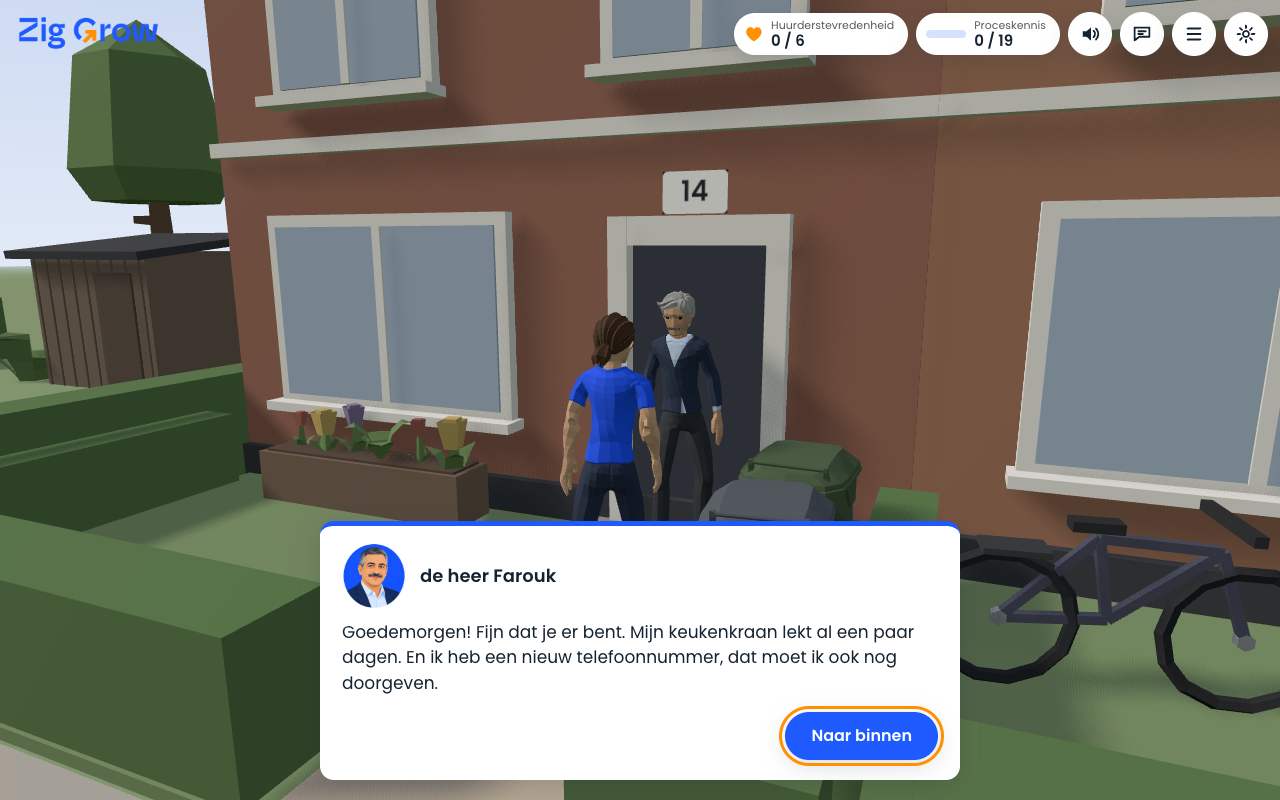 Zig Grow
Huurderstevredenheid
0 / 6
Proceskennis
0 / 19
14
de heer Farouk
Goedemorgen! Fijn dat je er bent. Mijn keukenkraan lekt al een paar
dagen. En ik heb een nieuw telefoonnummer, dat moet ik ook nog
doorgeven.
Naar binnen